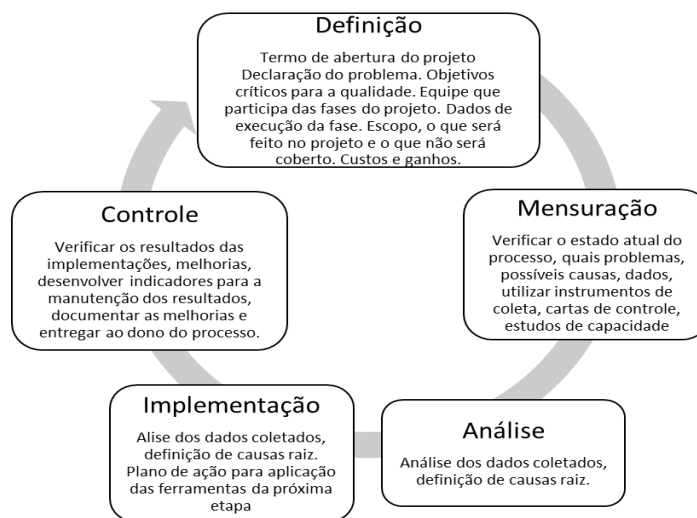 Definição
Termo de abertura do projeto
Declaração do problema. Objetivos
críticos para a qualidade. Equipe que
participa das fases do projeto. Dados de
execução da fase. Escopo, o que será
feito no projeto e o que não será
coberto. Custos e ganhos.
Mensuração
Verificar o estado atual do
processo, quais problemas,
possíveis causas, dados,
utilizar instrumentos de
coleta, cartas de controle,
estudos de capacidade
Análise
Análise dos dados coletados,
definição de causas raiz.
Implementação
Alise dos dados coletados,
definição de causas raiz.
Plano de ação para aplicação
das ferramentas da próxima
etapa
Controle
Verificar os resultados das
implementações, melhorias,
desenvolver indicadores para a
manutenção dos resultados,
documentar as melhorias e
entregar ao dono do processo.